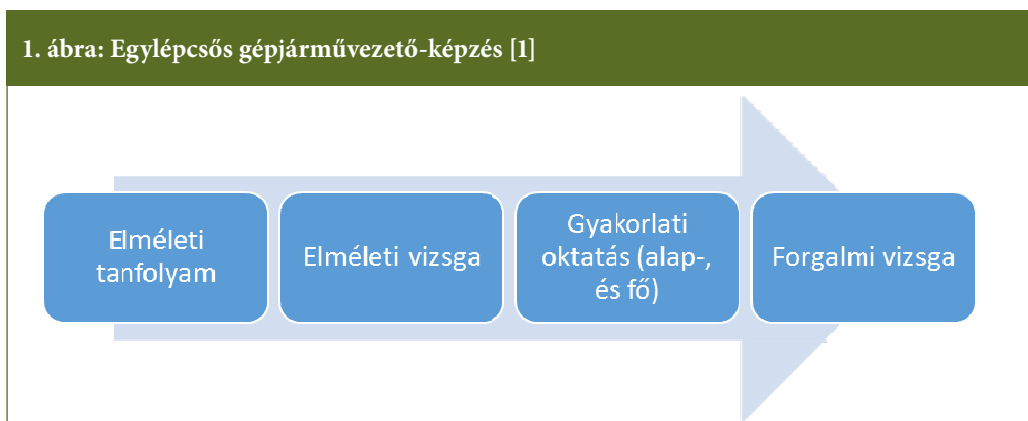 1. ábra: Egylépcsős gépjárművezető-képzés [1]
Elméleti
tanfolyam
Elméleti vizsga
Gyakorlati
oktatás (alap-,
és fő)
Forgalmi vizsga